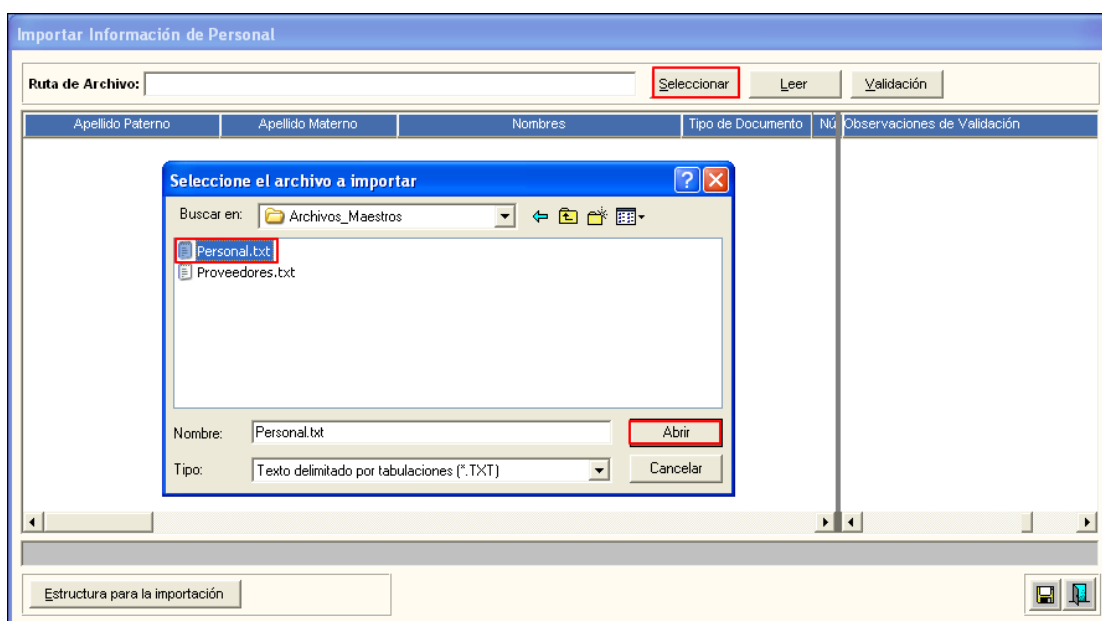 Importar Información de Personal
Ruta de Archivo: Seleccionar Leer Validación
Apellido Paterno Apellido Materno Nombres Tipo de Documento Nú Observaciones de Validación
Seleccione el archivo a importar
Buscar en: Archivos_Maestros
Personal.txt
Proveedores.txt
Nombre: Personal.txt Abrir
Tipo: Texto delimitado por tabulaciones (*.TXT) Cancelar
Estructura para la importación